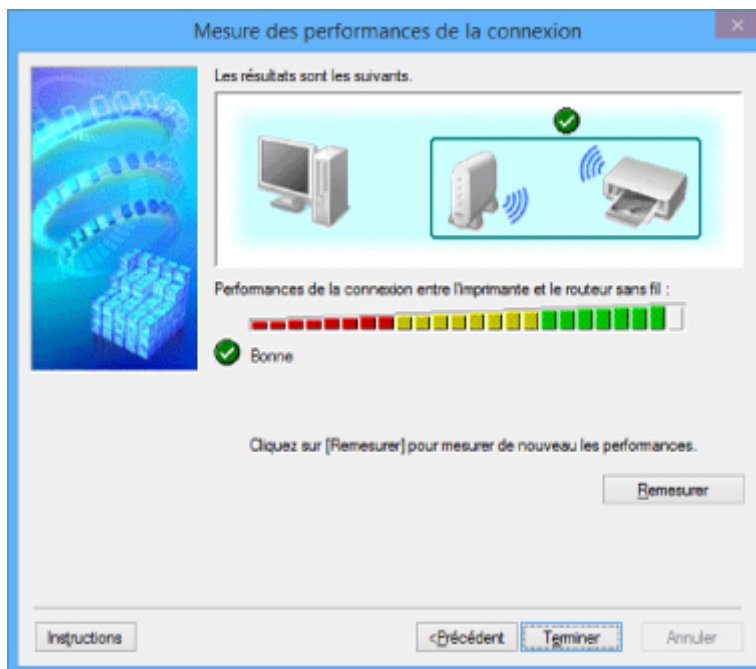 Mesure des performances de la connexion
Les résultats sont les suivants.
Performances de la connexion entre l'imprimante et le routeur sans fil :
Bonne
Cliquez sur [Remesurer] pour mesurer de nouveau les performances.
Remesurer
Instructions
<Précédent
Terminer
Annuler